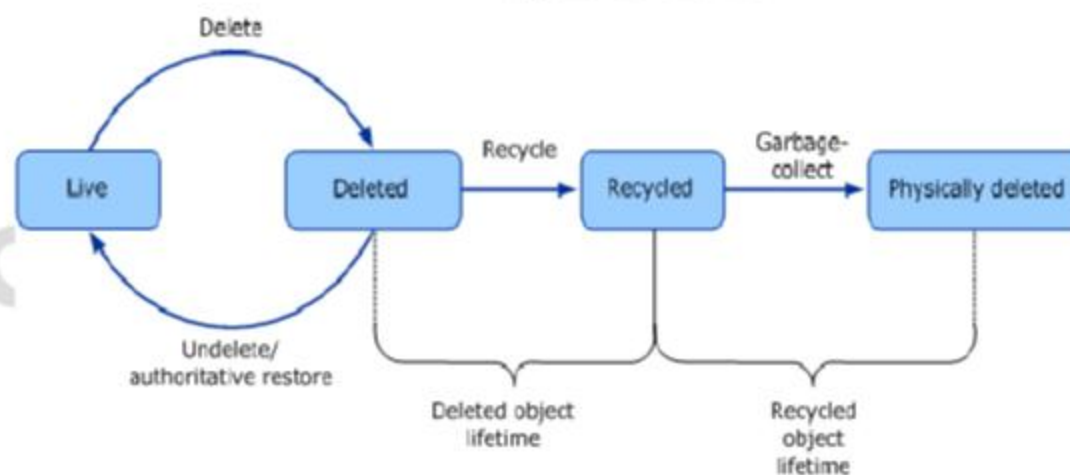 Delete
Live
Deleted
Recycle
Recycled
Garbage-
collect
Physically deleted
Undelete/
authoritative restore
Deleted object
lifetime
Recycled
object
lifetime